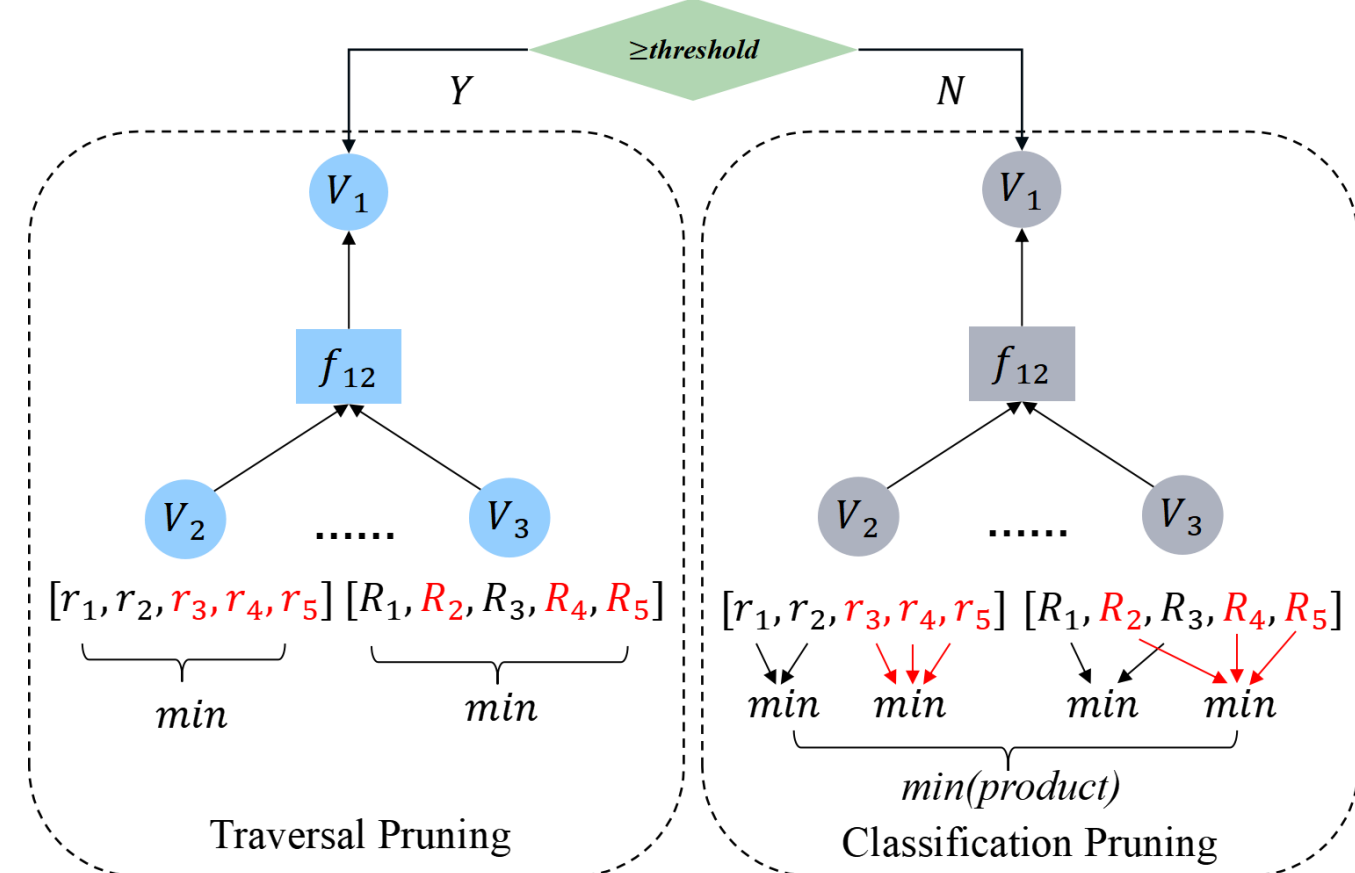 ≥threshold
Y N
V₁ V₁
f₁₂ f₁₂
V₂ ...... V₃ V₂ ...... V₃
[r₁, r₂, r₃, r₄, r₅] [R₁, R₂, R₃, R₄, R₅] [r₁, r₂, r₃, r₄, r₅] [R₁, R₂, R₃, R₄, R₅]
min min min min min min
min(product)
Traversal Pruning Classification Pruning